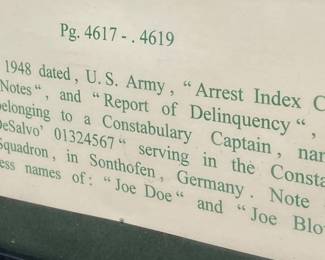 Pg. 4617 - . 4619
1948 dated , U. S. Army , “ Arrest Index C
Notes“ , and “ Report of Delinquency “ ,
belonging to a Constabulary Captain , nam
DeSalvo’ 01324567“ serving in the Consta
Squadron , in Sonthofen , Germany . Note
ess names of : “Joe Doe“ and “Joe Blo